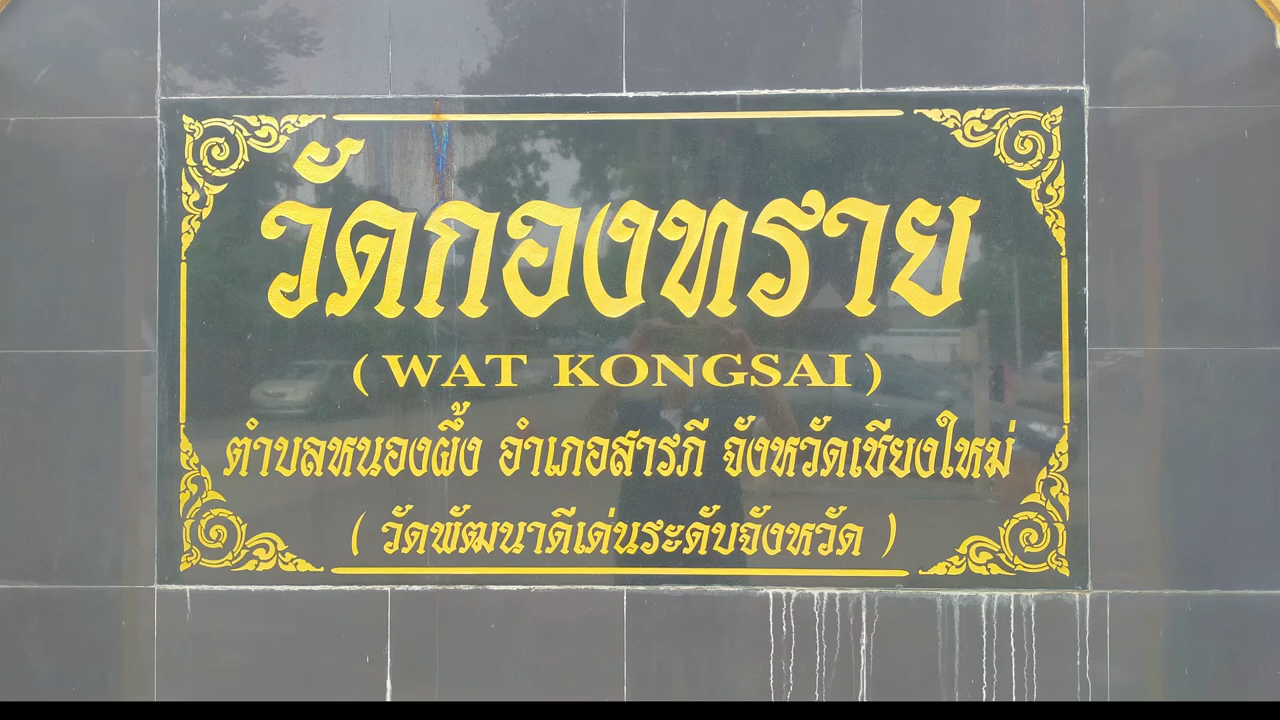 วัดกองทราย
(WAT KONGSAI)
ตำบลหนองผึ้ง อำเภอสารภี จังหวัดเชียงใหม่
( วัดพัฒนาดีเด่นระดับจังหวัด )